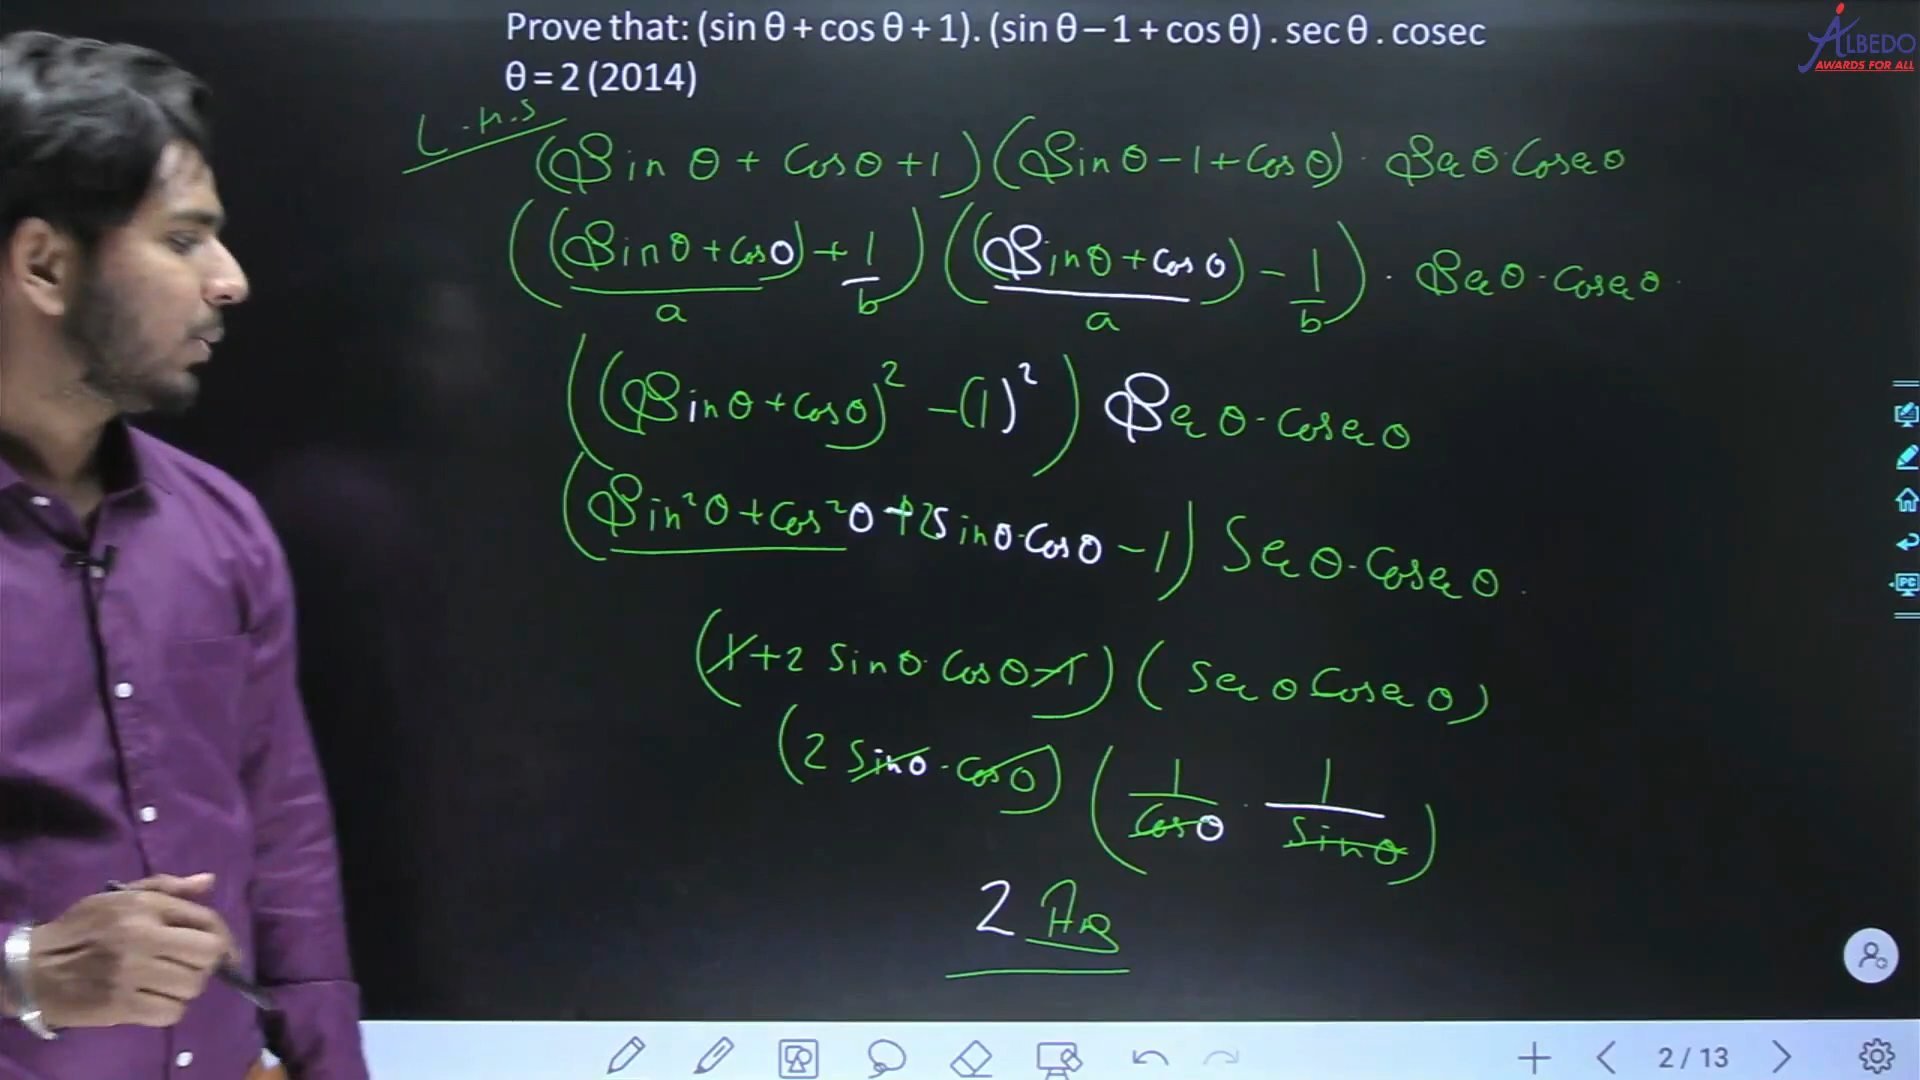 Prove that: (sin θ + cos θ + 1). (sin θ – 1 + cos θ) . sec θ . cosec
θ = 2 (2014)
ALBEDO
AWARDS FOR ALL
L.H.S
(Sin θ + Cos θ + 1)(Sin θ - 1 + Cos θ) · Sec θ · Cosec θ
((Sin θ + Cos θ) + 1)((Sin θ + Cos θ) - 1) · Sec θ · Cosec θ
a b a b
((Sin θ + Cos θ)² - (1)²) Sec θ · Cosec θ
(Sin² θ + Cos² θ + 2 Sin θ · Cos θ - 1) Sec θ · Cosec θ
(1 + 2 Sin θ · Cos θ - 1)(Sec θ Cosec θ)
(2 Sin θ · Cos θ)(1/Cos θ · 1/Sin θ)
2 Ans
PC
2 / 13